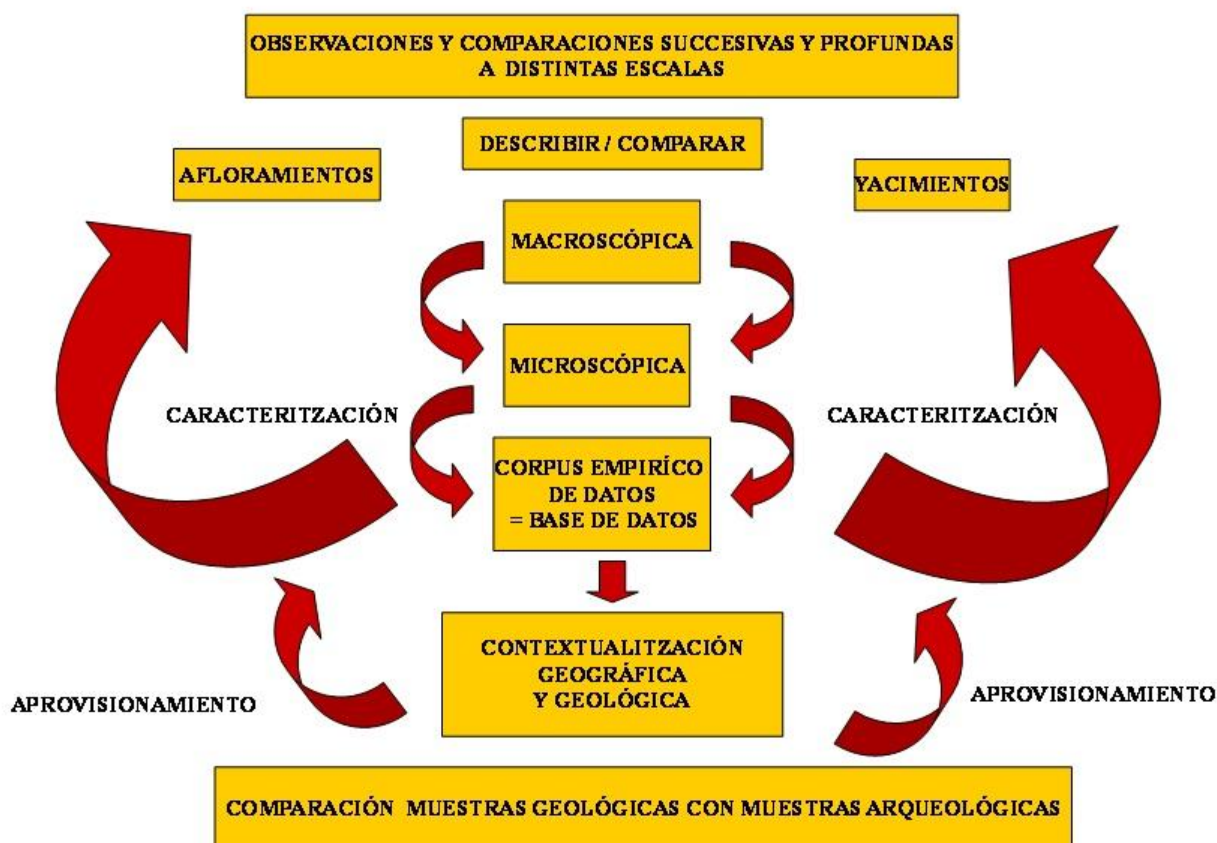 OBSERVACIONES Y COMPARACIONES SUCCESIVAS Y PROFUNDAS
A DISTINTAS ESCALAS
DESCRIBIR / COMPARAR
AFLORAMIENTOS
YACIMIENTOS
MACROSCÓPICA
MICROSCÓPICA
CARACTERITZACIÓN
CARACTERITZACIÓN
CORPUS EMPIRÍCO
DE DATOS
= BASE DE DATOS
CONTEXTUALITZACIÓN
GEOGRÁFICA
Y GEOLÓGICA
APROVISIONAMIENTO
APROVISIONAMIENTO
COMPARACIÓN MUESTRAS GEOLÓGICAS CON MUESTRAS ARQUEOLÓGICAS